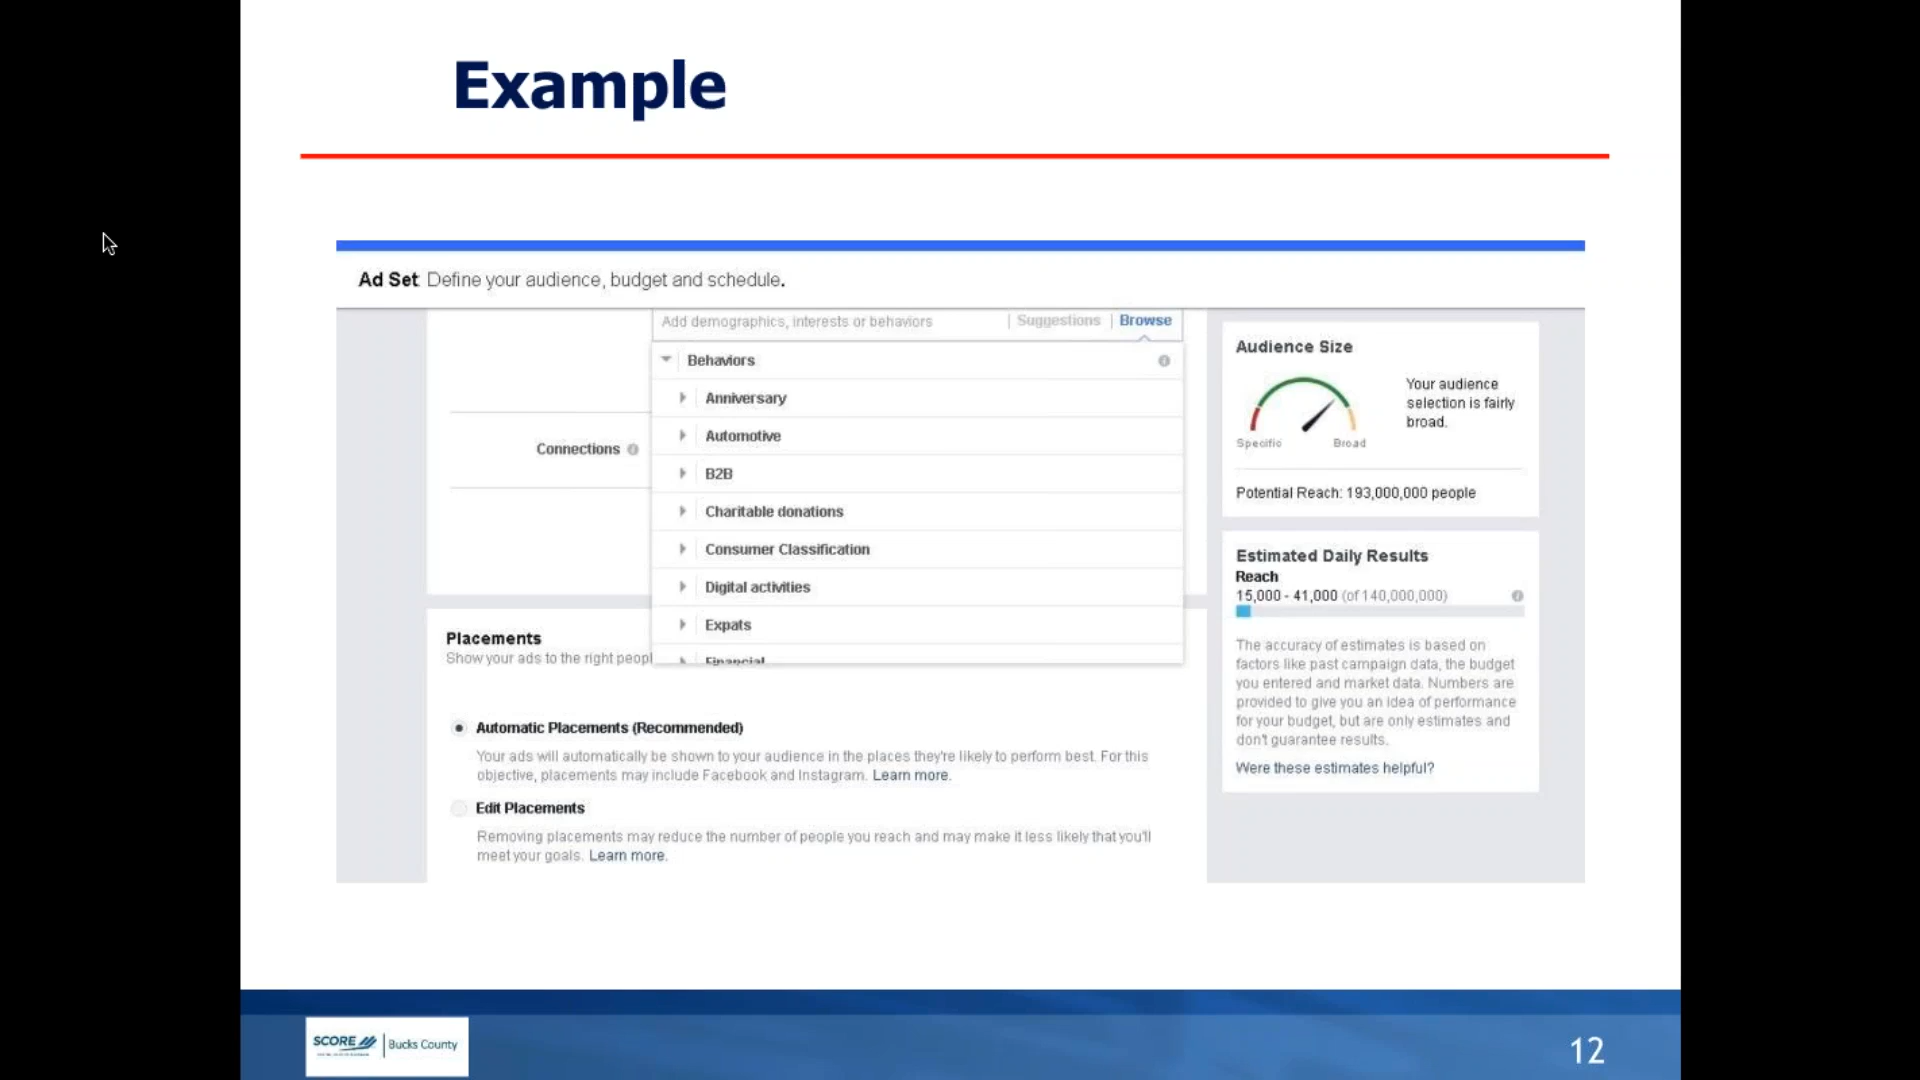 Example
Ad Set Define your audience, budget and schedule.
Add demographics, interests or behaviors | Suggestions | Browse
Behaviors
Anniversary
Automotive
B2B
Charitable donations
Consumer Classification
Digital activities
Expats
Financial
Connections
Placements
Show your ads to the right peopl
Automatic Placements (Recommended)
Your ads will automatically be shown to your audience in the places they're likely to perform best. For this
objective, placements may include Facebook and Instagram. Learn more.
Edit Placements
Removing placements may reduce the number of people you reach and may make it less likely that you'll
meet your goals. Learn more.
Audience Size
Your audience
selection is fairly
broad.
Specific Broad
Potential Reach: 193,000,000 people
Estimated Daily Results
Reach
15,000 - 41,000 (of 140,000,000)
The accuracy of estimates is based on
factors like past campaign data, the budget
you entered and market data. Numbers are
provided to give you an idea of performance
for your budget, but are only estimates and
don't guarantee results.
Were these estimates helpful?
SCORE | Bucks County
12